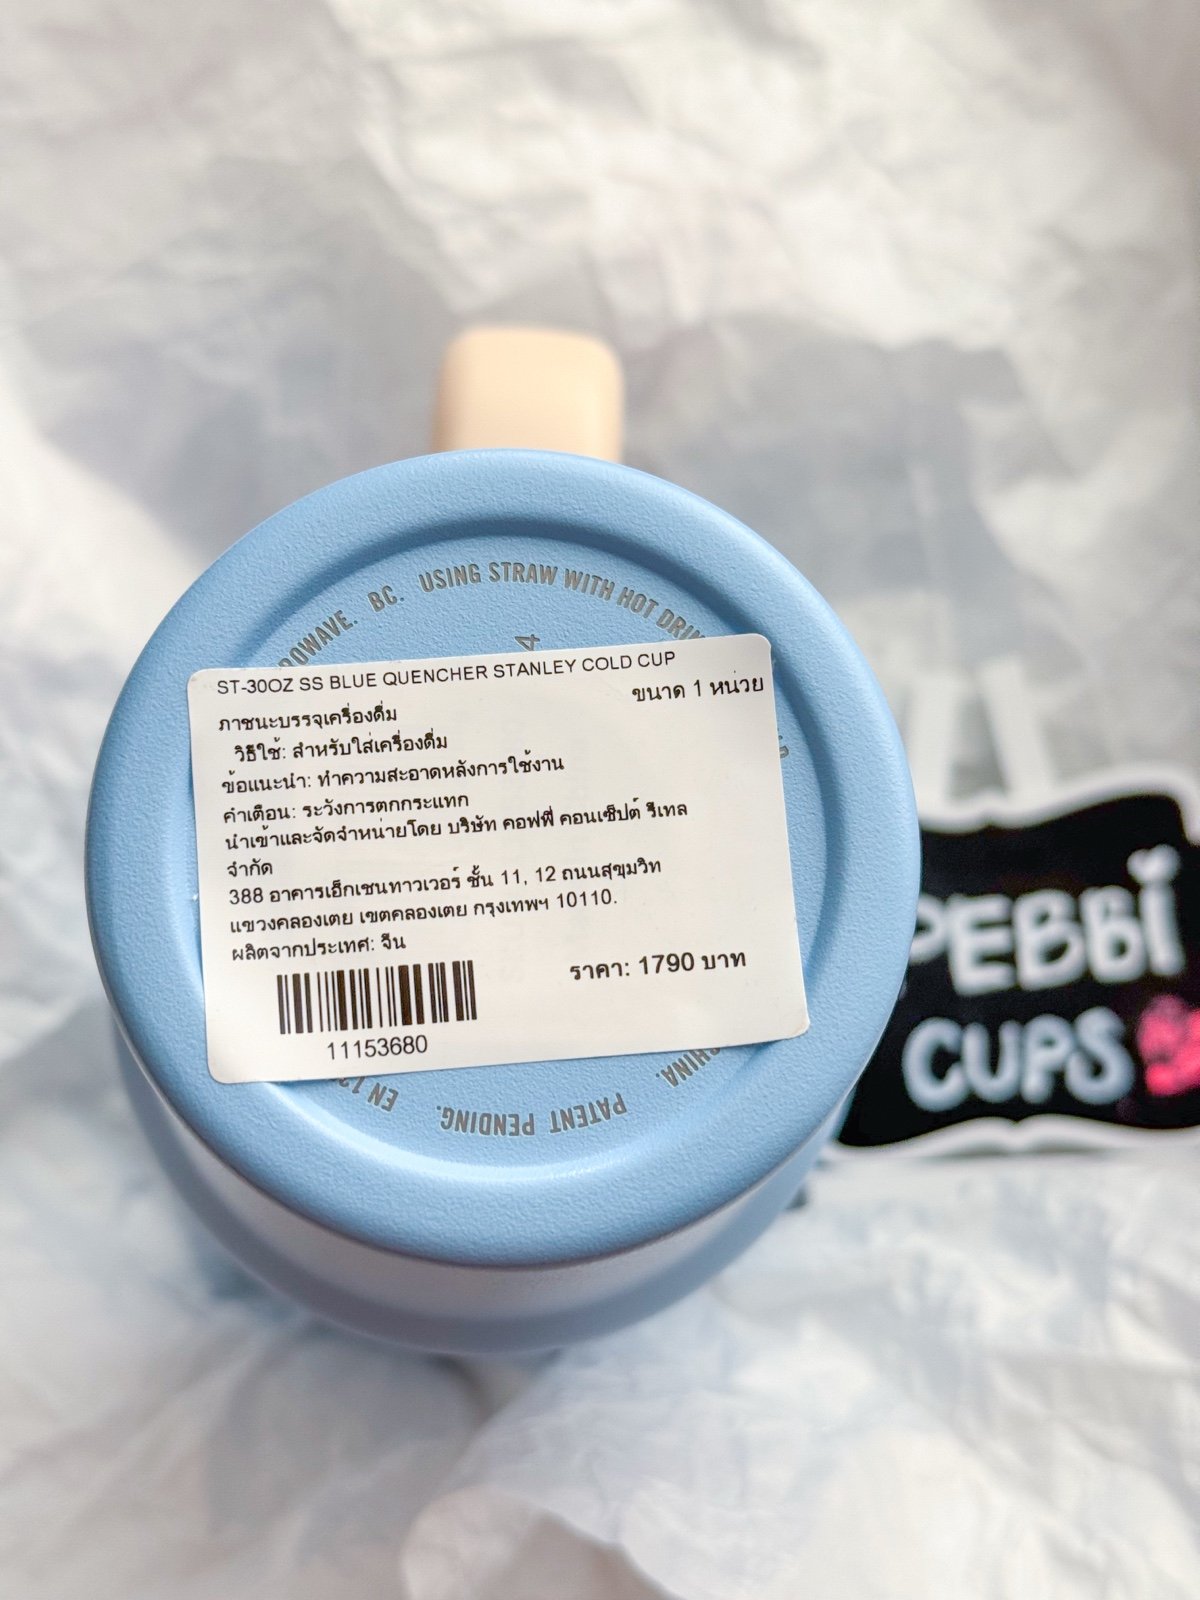 BC. USING STRAW WITH HOT
ST-30OZ SS BLUE QUENCHER STANLEY COLD CUP
ขนาด 1 หน่วย
ภาชนะบรรจุเครื่องดื่ม
วิธีใช้: สำหรับใส่เครื่องดื่ม
ข้อแนะนำ: ทำความสะอาดหลังการใช้งาน
คำเตือน: ระวังการตกกระแทก
นำเข้าและจัดจำหน่ายโดย บริษัท คอฟฟี่ คอนเซ็ปต์ รีเทล
จำกัด
388 อาคารเอ็กเชนทาวเวอร์ ชั้น 11, 12 ถนนสุขุมวิท
แขวงคลองเตย เขตคลองเตย กรุงเทพฯ 10110.
ผลิตจากประเทศ: จีน
ราคา: 1790 บาท
11153680
PATENT PENDING.
EN
PEBBI
CUPS